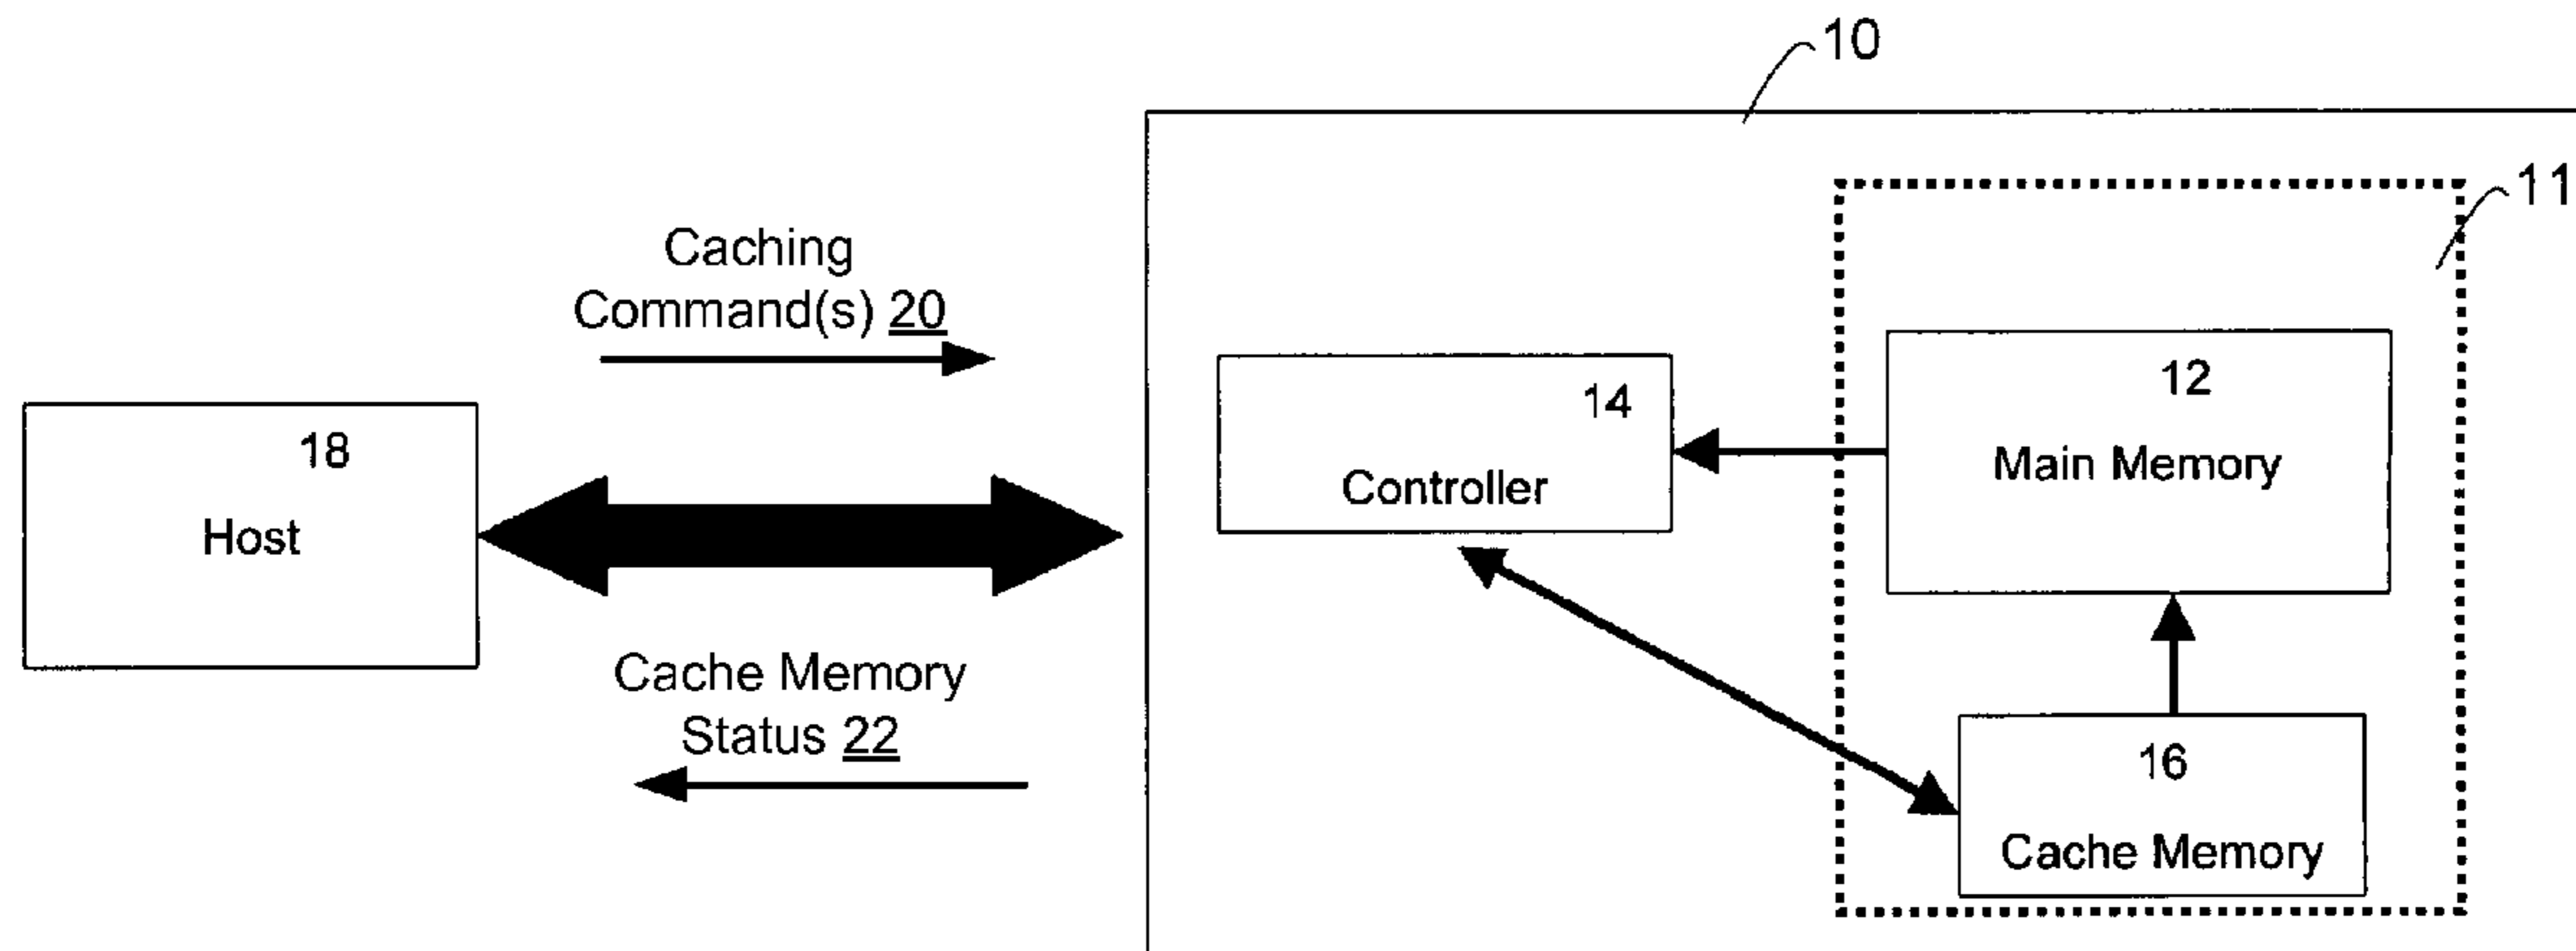 10
11
Caching
Command(s) 20
18
Host
14
Controller
12
Main Memory
Cache Memory
Status 22
16
Cache Memory